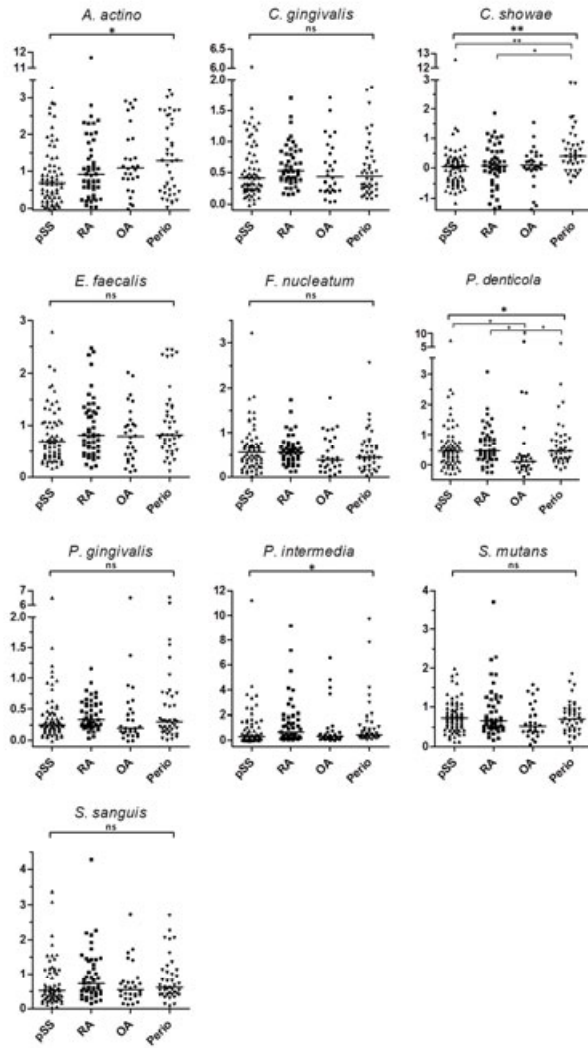 A. actino
*
12
11
3
2
1
0
pSS
RA
OA
Perio
C. gingivalis
ns
6.5
6.0
2.0
1.5
1.0
0.5
0.0
pSS
RA
OA
Perio
C. showae
**
**
*
13
12
3
2
1
0
-1
pSS
RA
OA
Perio
E. faecalis
ns
3
2
1
0
pSS
RA
OA
Perio
F. nucleatum
ns
3
2
1
0
pSS
RA
OA
Perio
P. denticola
*
*
* *
10
5
4
3
2
1
0
pSS
RA
OA
Perio
P. gingivalis
ns
7
6
2.0
1.5
1.0
0.5
0.0
pSS
RA
OA
Perio
P. intermedia
*
12
10
8
6
4
2
0
pSS
RA
OA
Perio
S. mutans
ns
4
3
2
1
0
pSS
RA
OA
Perio
S. sanguis
ns
4
3
2
1
0
pSS
RA
OA
Perio